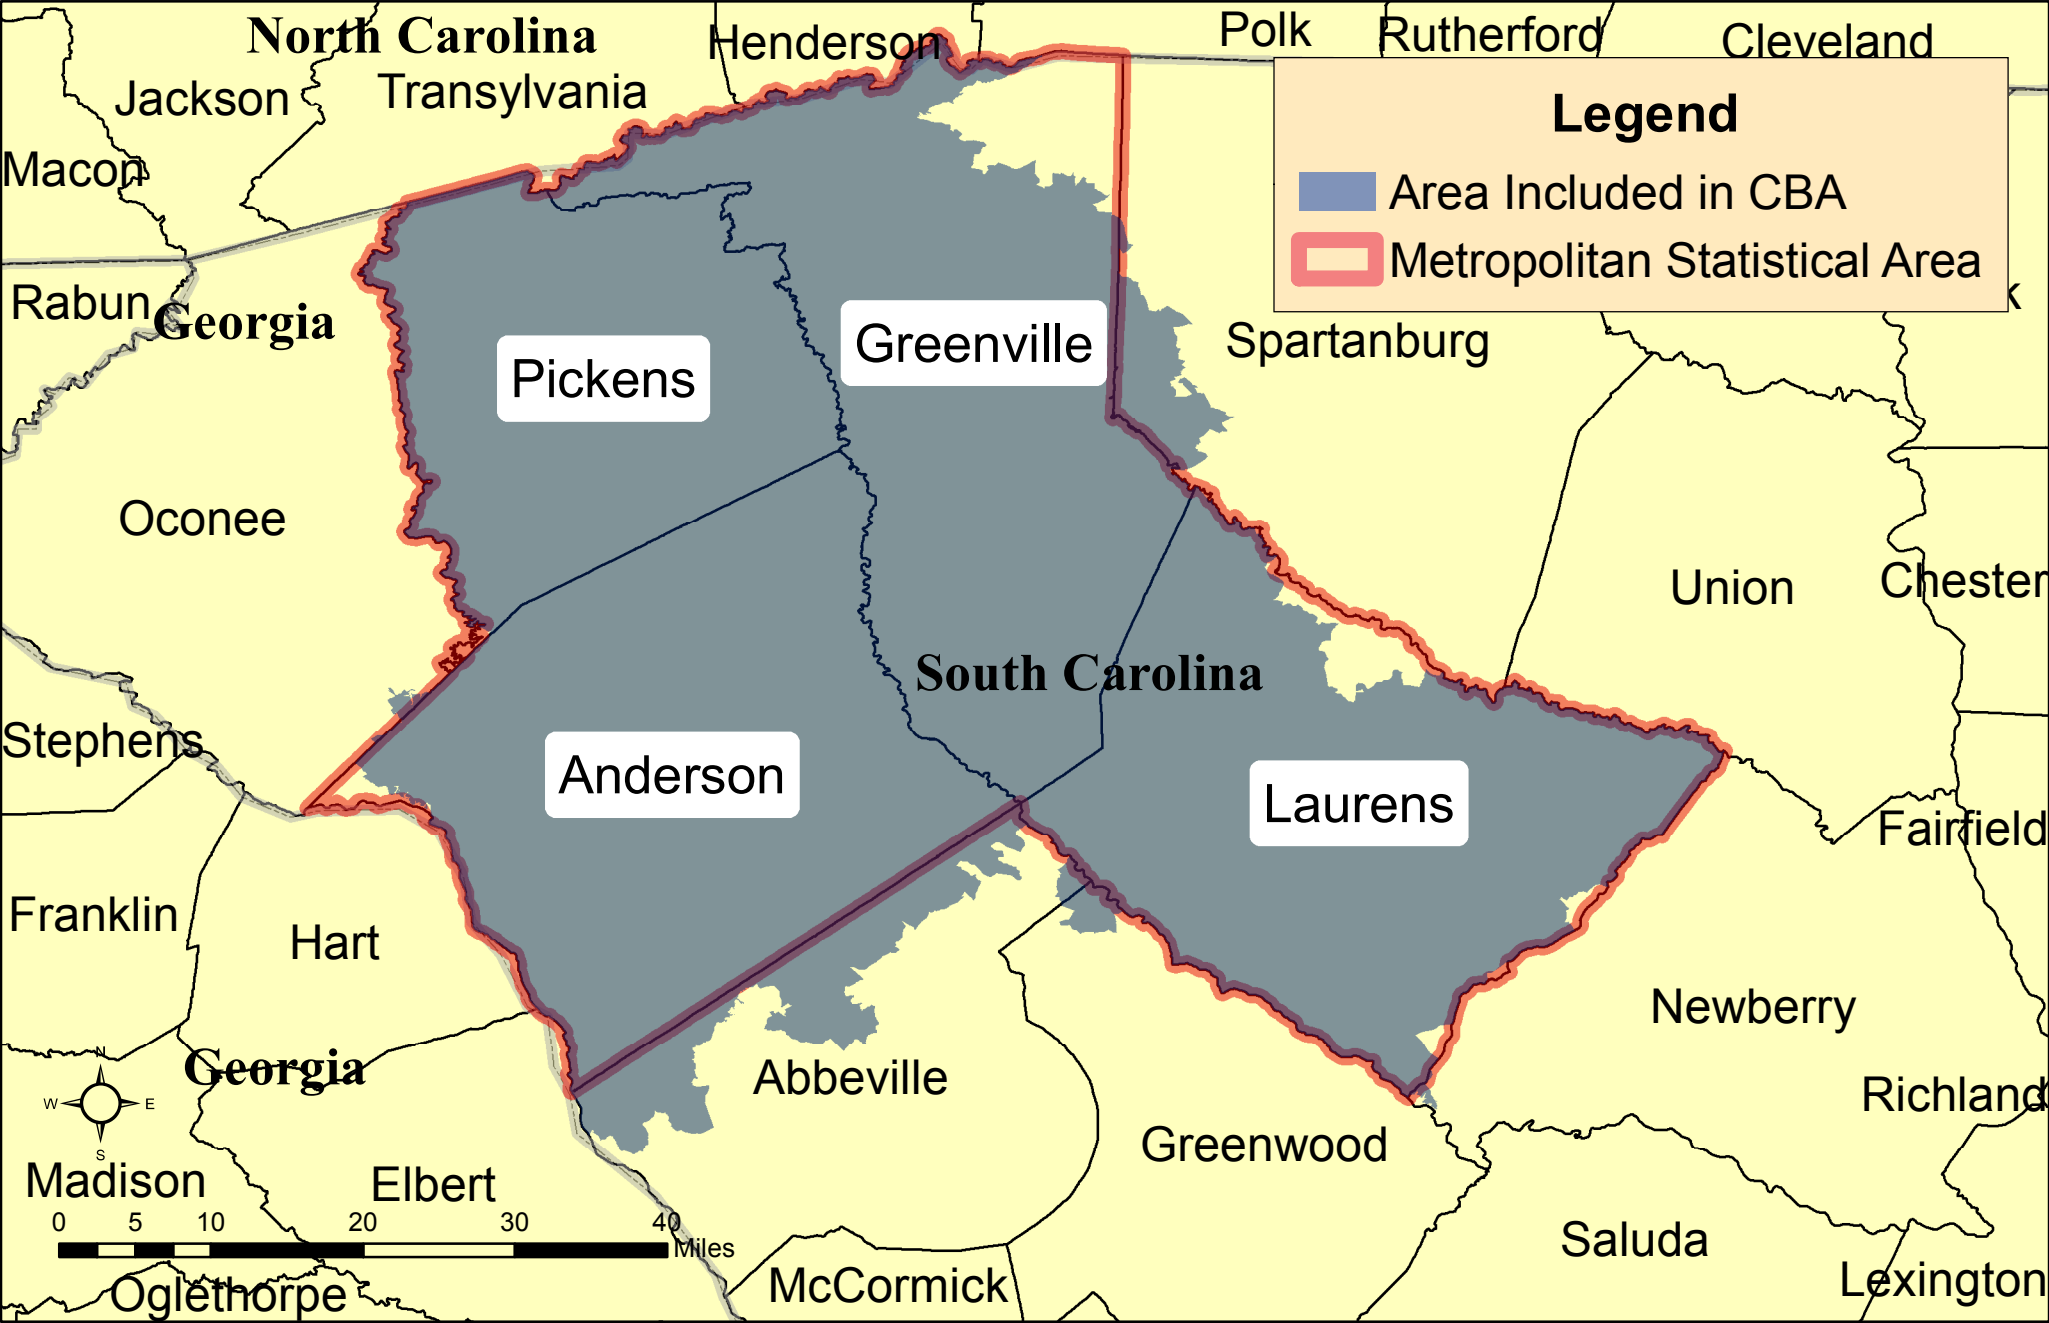 North Carolina
Henderson
Polk
Rutherford
Cleveland
Jackson
Transylvania
Macon
Legend
Area Included in CBA
Metropolitan Statistical Area
Rabun
Georgia
k
Spartanburg
Greenville
Pickens
Oconee
Union
Chester
South Carolina
Stephens
Anderson
Laurens
Fairfield
Franklin
Hart
Newberry
Georgia
Abbeville
Richland
N
W E
S
Greenwood
Madison
Elbert
0 5 10 20 30 40
Miles
Saluda
Oglethorpe
McCormick
Lexington